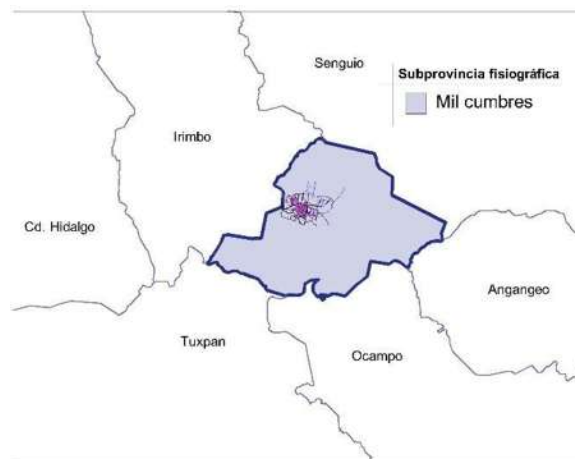 Senguio
Subprovincia fisiográfica
Mil cumbres
Irimbo
Cd. Hidalgo
Angangeo
Tuxpan
Ocampo